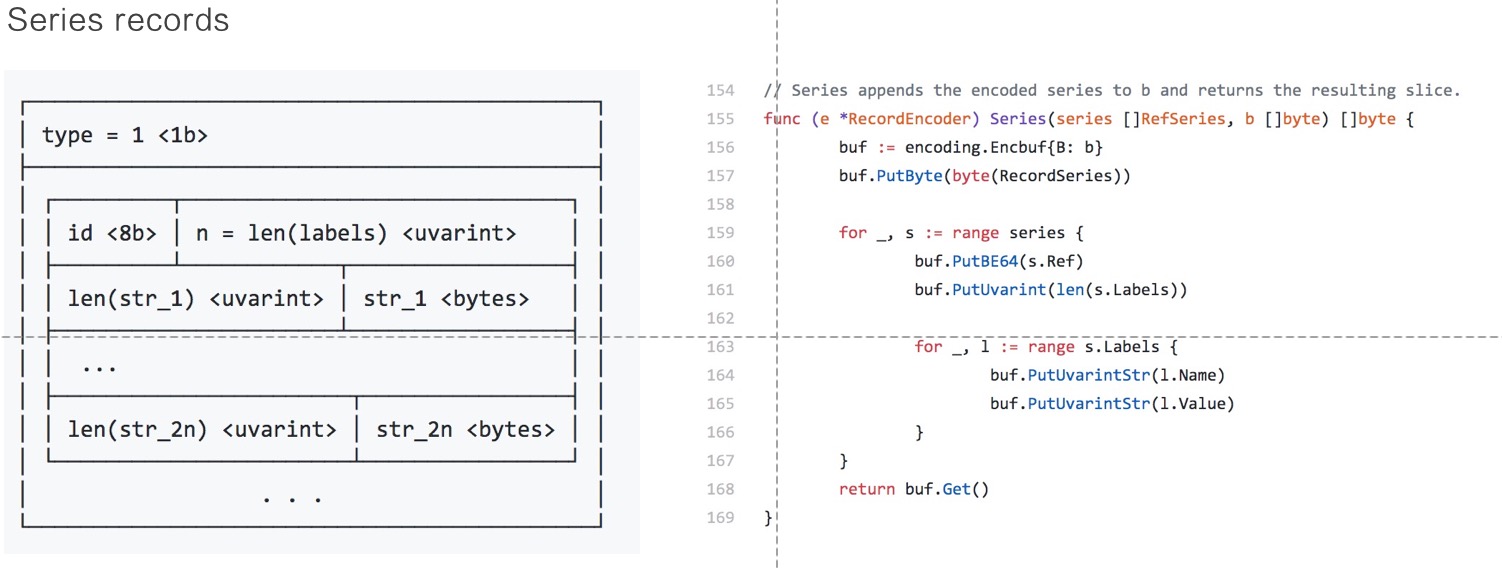 Series records
type = 1 <1b>
id <8b> n = len(labels) <uvarint>
len(str_1) <uvarint> str_1 <bytes>
...
len(str_2n) <uvarint> str_2n <bytes>
. . .
154 // Series appends the encoded series to b and returns the resulting slice.
155 func (e *RecordEncoder) Series(series []RefSeries, b []byte) []byte {
156 buf := encoding.Encbuf{B: b}
157 buf.PutByte(byte(RecordSeries))
158
159 for _, s := range series {
160 buf.PutBE64(s.Ref)
161 buf.PutUvarint(len(s.Labels))
162
163 for _, l := range s.Labels {
164 buf.PutUvarintStr(l.Name)
165 buf.PutUvarintStr(l.Value)
166 }
167 }
168 return buf.Get()
169 }